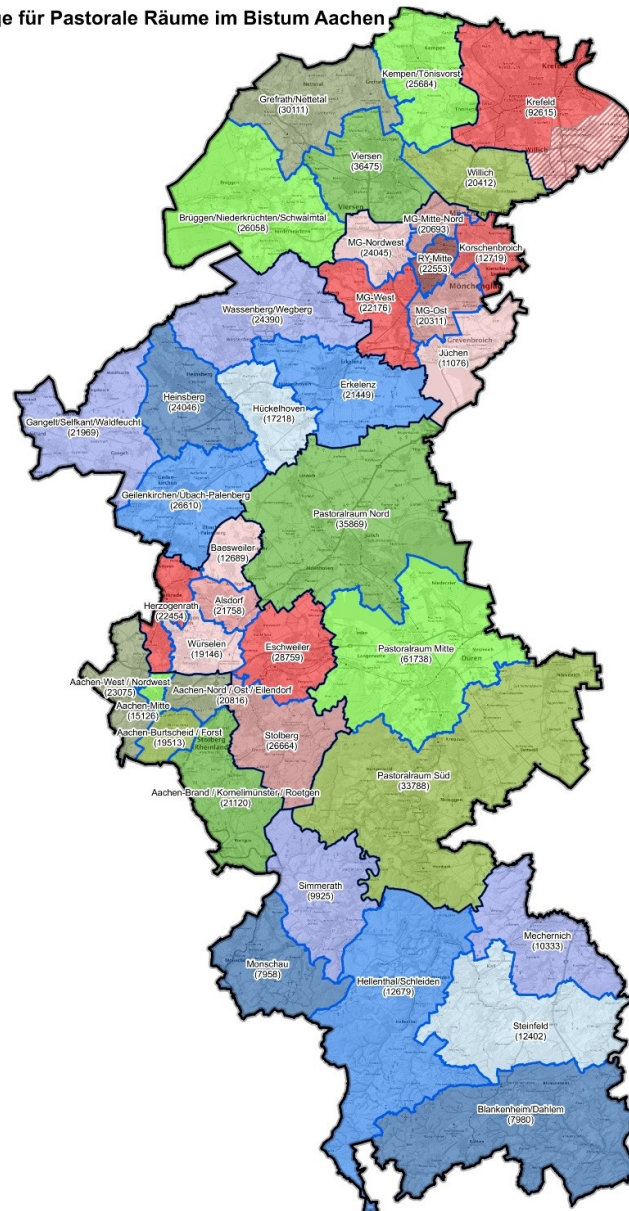 ge für Pastorale Räume im Bistum Aachen
Kempen/Tönisvorst
(25684)
Krefeld
(92615)
Grefrath/Nettetal
(30111)
Viersen
(36475)
Willich
(20412)
Brüggen/Niederkrüchten/Schwalmtal
(26058)
MG-Mitte-Nord
(20693)
MG-Nordwest
(24045)
Korschenbroich
(12719)
RY-Mitte
(22553)
MG-West
(22176)
MG-Ost
(20311)
Wassenberg/Wegberg
(24390)
Jüchen
(11076)
Erkelenz
(21449)
Heinsberg
(24046)
Hückelhoven
(17218)
Gangelt/Selfkant/Waldfeucht
(21969)
Geilenkirchen/Übach-Palenberg
(26610)
Pastoralraum Nord
(35869)
Baesweiler
(12689)
Alsdorf
(21758)
Herzogenrath
(22454)
Würselen
(19146)
Eschweiler
(28759)
Pastoralraum Mitte
(61738)
Aachen-West / Nordwest
(23075)
Aachen-Nord / Ost / Eilendorf
(20816)
Aachen-Mitte
(15126)
Aachen-Burtscheid / Forst
(19513)
Stolberg
(26664)
Pastoralraum Süd
(33788)
Aachen-Brand / Kornelimünster / Roetgen
(21120)
Simmerath
(9925)
Mechernich
(10333)
Monschau
(7958)
Hellenthal/Schleiden
(12679)
Steinfeld
(12402)
Blankenheim/Dahlem
(7980)